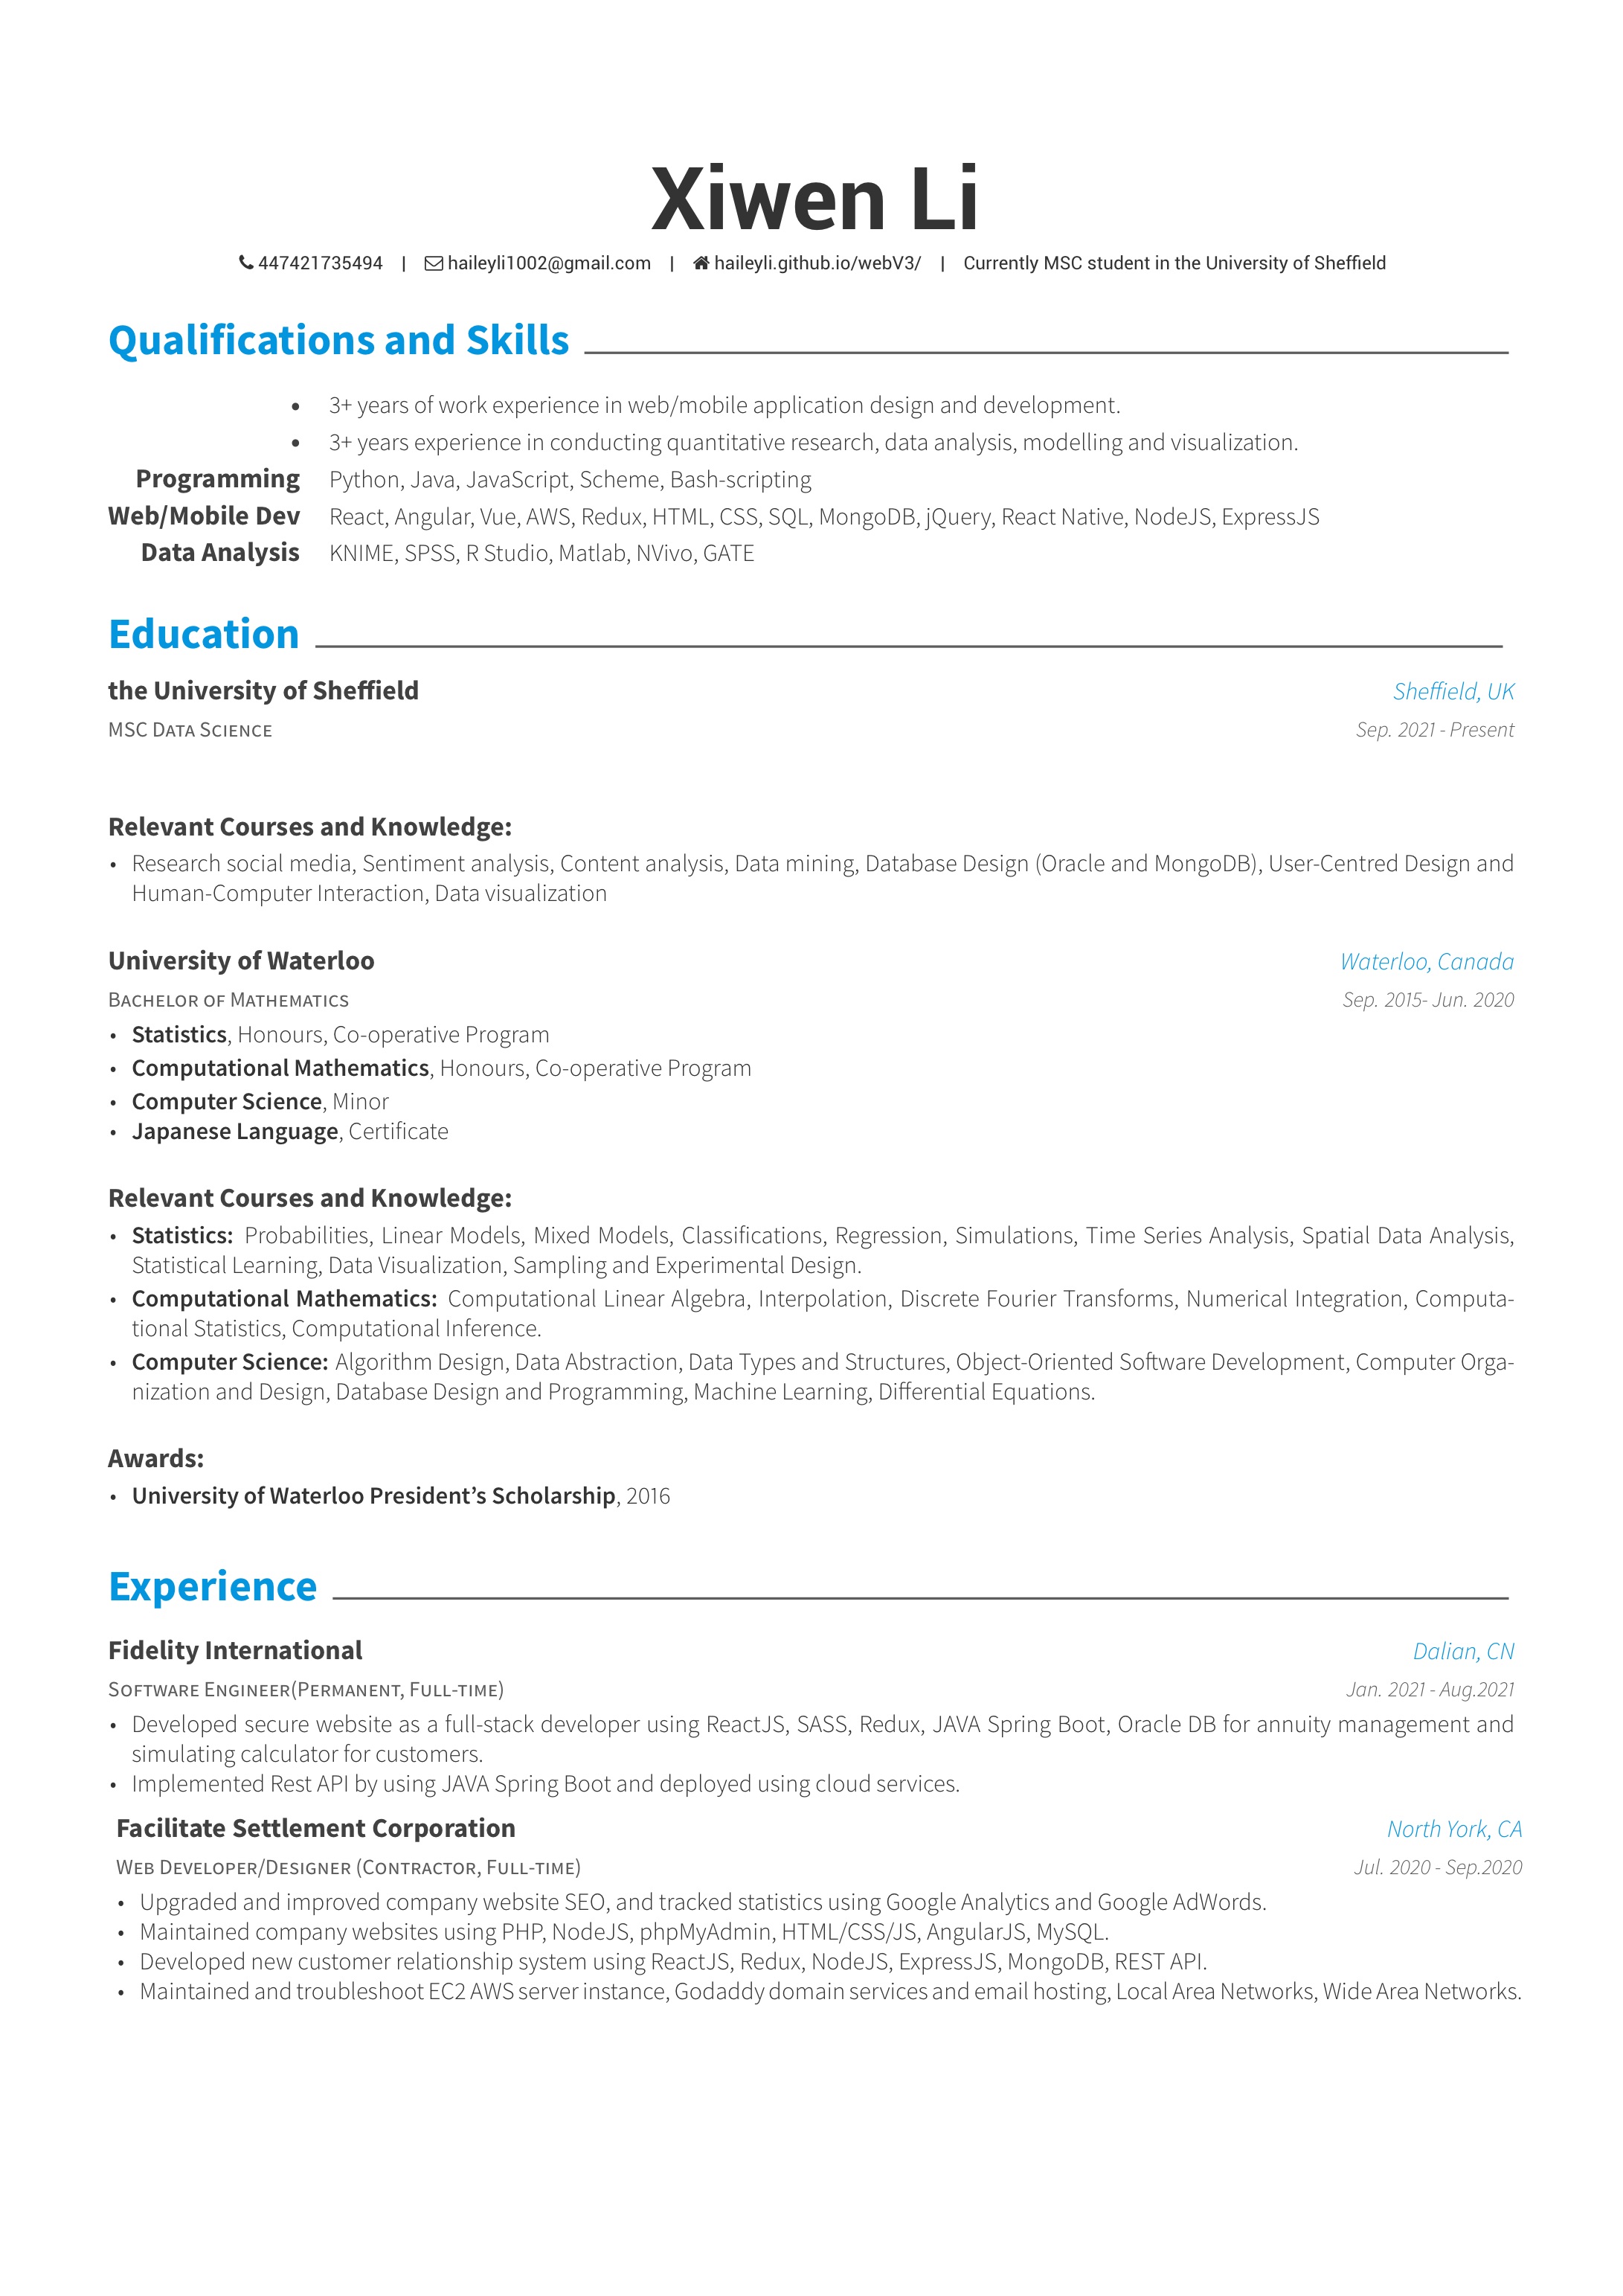 Xiwen Li
447421735494 | haileyli1002@gmail.com | haileyli.github.io/webV3/ | Currently MSC student in the University of Sheffield
Qualifications and Skills
• 3+ years of work experience in web/mobile application design and development.
• 3+ years experience in conducting quantitative research, data analysis, modelling and visualization.
Programming Python, Java, JavaScript, Scheme, Bash-scripting
Web/Mobile Dev React, Angular, Vue, AWS, Redux, HTML, CSS, SQL, MongoDB, jQuery, React Native, NodeJS, ExpressJS
Data Analysis KNIME, SPSS, R Studio, Matlab, NVivo, GATE
Education
the University of Sheffield Sheffield, UK
MSC Data Science Sep. 2021 - Present
Relevant Courses and Knowledge:
• Research social media, Sentiment analysis, Content analysis, Data mining, Database Design (Oracle and MongoDB), User-Centred Design and
Human-Computer Interaction, Data visualization
University of Waterloo Waterloo, Canada
Bachelor of Mathematics Sep. 2015- Jun. 2020
• Statistics, Honours, Co-operative Program
• Computational Mathematics, Honours, Co-operative Program
• Computer Science, Minor
• Japanese Language, Certificate
Relevant Courses and Knowledge:
• Statistics: Probabilities, Linear Models, Mixed Models, Classifications, Regression, Simulations, Time Series Analysis, Spatial Data Analysis,
Statistical Learning, Data Visualization, Sampling and Experimental Design.
• Computational Mathematics: Computational Linear Algebra, Interpolation, Discrete Fourier Transforms, Numerical Integration, Computa-
tional Statistics, Computational Inference.
• Computer Science: Algorithm Design, Data Abstraction, Data Types and Structures, Object-Oriented Software Development, Computer Orga-
nization and Design, Database Design and Programming, Machine Learning, Differential Equations.
Awards:
• University of Waterloo President’s Scholarship, 2016
Experience
Fidelity International Dalian, CN
Software Engineer(Permanent, Full-time) Jan. 2021 - Aug.2021
• Developed secure website as a full-stack developer using ReactJS, SASS, Redux, JAVA Spring Boot, Oracle DB for annuity management and
simulating calculator for customers.
• Implemented Rest API by using JAVA Spring Boot and deployed using cloud services.
Facilitate Settlement Corporation North York, CA
Web Developer/Designer (Contractor, Full-time) Jul. 2020 - Sep.2020
• Upgraded and improved company website SEO, and tracked statistics using Google Analytics and Google AdWords.
• Maintained company websites using PHP, NodeJS, phpMyAdmin, HTML/CSS/JS, AngularJS, MySQL.
• Developed new customer relationship system using ReactJS, Redux, NodeJS, ExpressJS, MongoDB, REST API.
• Maintained and troubleshoot EC2 AWS server instance, Godaddy domain services and email hosting, Local Area Networks, Wide Area Networks.